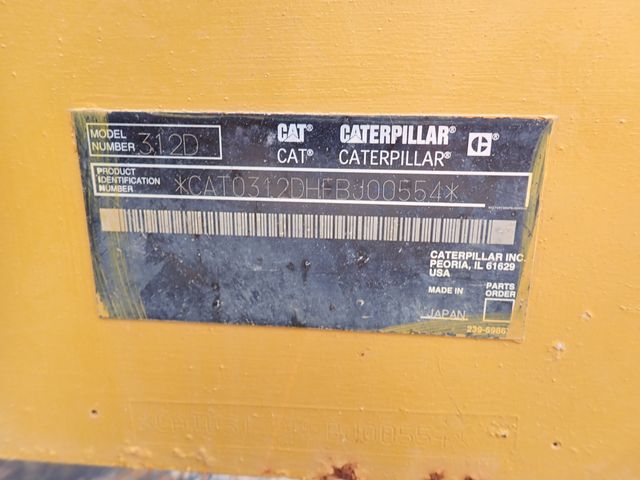 MODEL NUMBER 312D
CAT® CATERPILLAR®
CAT® CATERPILLAR®
PRODUCT IDENTIFICATION NUMBER *CAT0312DHFBJ00554*
CATERPILLAR INC.
PEORIA, IL 61629
USA
MADE IN
PARTS ORDER
JAPAN
BJ00554*